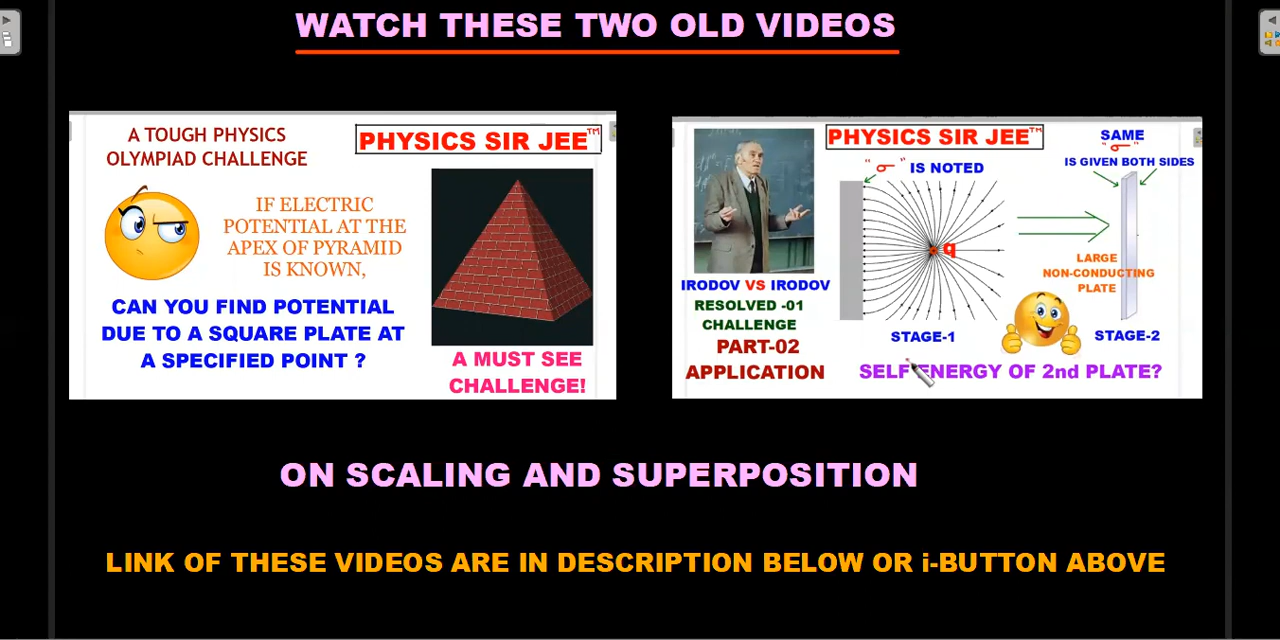 WATCH THESE TWO OLD VIDEOS
A TOUGH PHYSICS
OLYMPIAD CHALLENGE
PHYSICS SIR JEE™
IF ELECTRIC
POTENTIAL AT THE
APEX OF PYRAMID
IS KNOWN,
CAN YOU FIND POTENTIAL
DUE TO A SQUARE PLATE AT
A SPECIFIED POINT ?
A MUST SEE
CHALLENGE!
PHYSICS SIR JEE™
"σ" IS NOTED
SAME
"σ"
IS GIVEN BOTH SIDES
q
LARGE
NON-CONDUCTING
PLATE
IRODOV VS IRODOV
RESOLVED -01
CHALLENGE
PART-02
APPLICATION
STAGE-1
STAGE-2
SELF ENERGY OF 2nd PLATE?
ON SCALING AND SUPERPOSITION
LINK OF THESE VIDEOS ARE IN DESCRIPTION BELOW OR i-BUTTON ABOVE